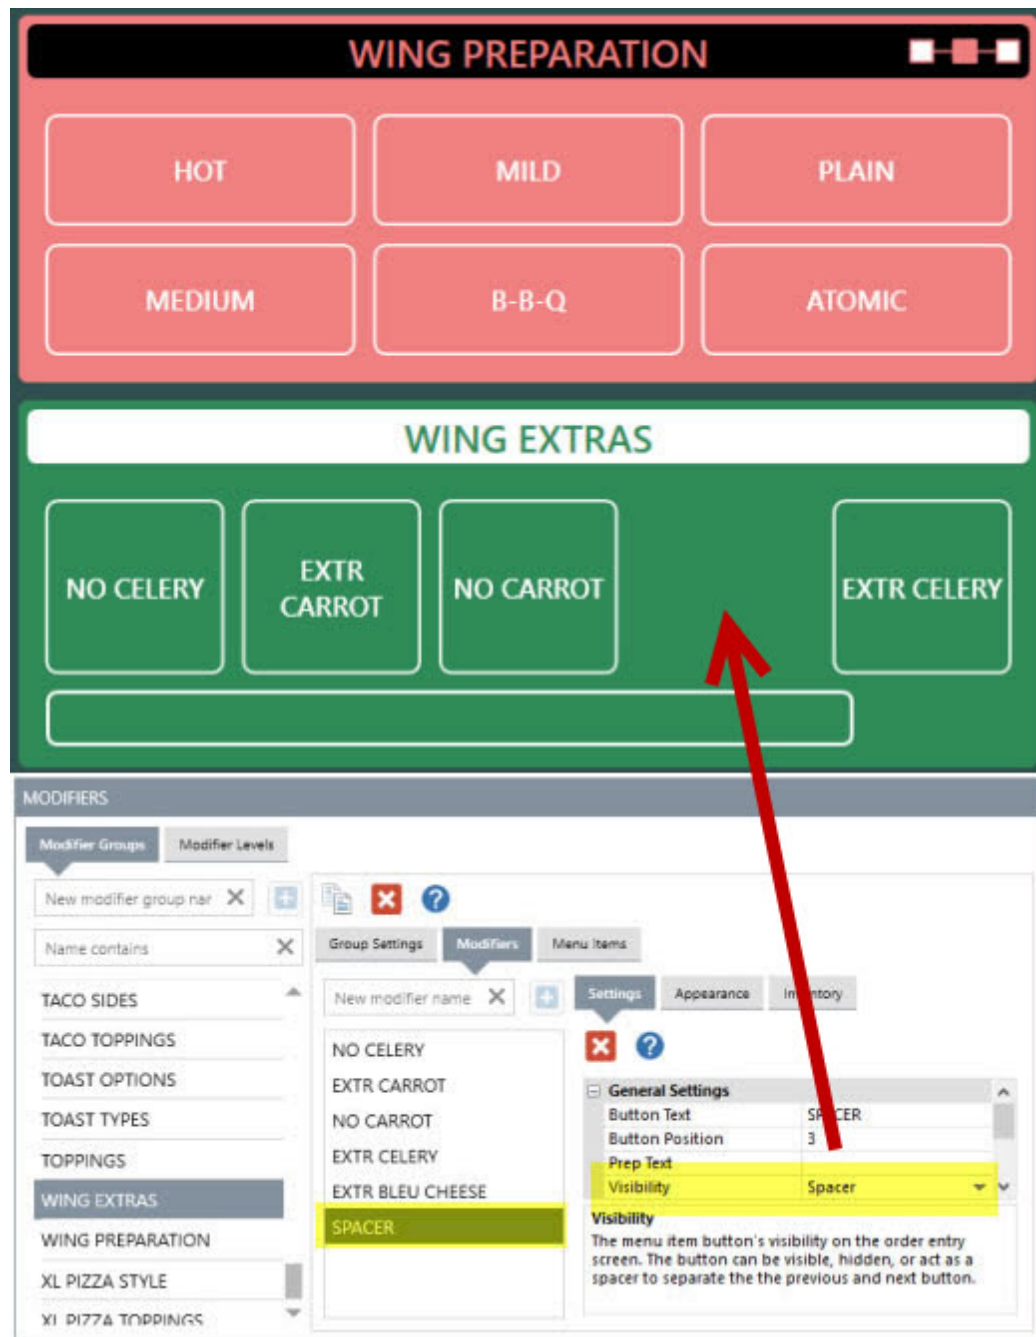 WING PREPARATION
HOT
MILD
PLAIN
MEDIUM
B-B-Q
ATOMIC
WING EXTRAS
NO CELERY
EXTR
CARROT
NO CARROT
EXTR CELERY
MODIFIERS
Modifier Groups
Modifier Levels
New modifier group nar
Name contains
TACO SIDES
TACO TOPPINGS
TOAST OPTIONS
TOAST TYPES
TOPPINGS
WING EXTRAS
WING PREPARATION
XL PIZZA STYLE
XL PIZZA TOPPINGS
Group Settings
Modifiers
Menu Items
New modifier name
NO CELERY
EXTR CARROT
NO CARROT
EXTR CELERY
EXTR BLEU CHEESE
SPACER
Settings
Appearance
General Settings
Button Text
Button Position 3
Prep Text
Visibility Spacer
Visibility
The menu item button's visibility on the order entry
screen. The button can be visible, hidden, or act as a
spacer to separate the the previous and next button.